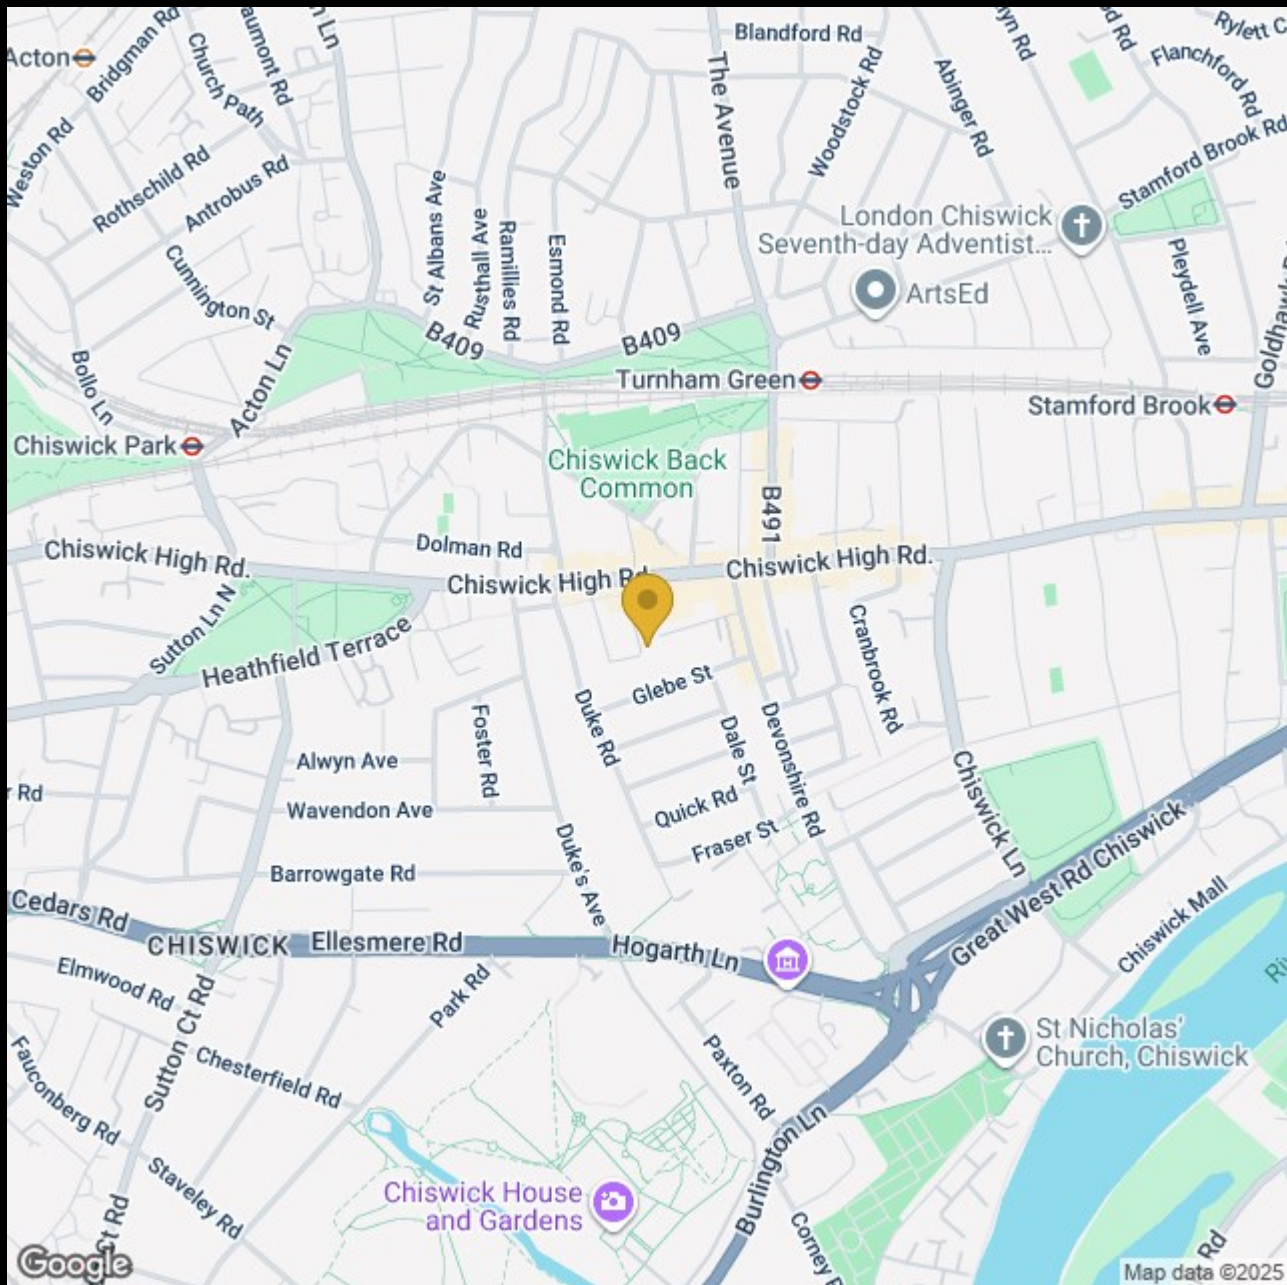 Acton
Bridgman Rd
Church Path
Blandford Rd
The Avenue
Woodstock Rd
Abinger Rd
Flanchford Rd
Stamford Brook Rd
Weston Rd
Rothschild Rd
Antrobus Rd
St Albans Ave
Rusthall Ave
Ramillies Rd
Esmond Rd
London Chiswick
Seventh-day Adventist...
ArtsEd
Pleydell Ave
Cunnington St
Bollo Ln
Acton Ln
B409
B409
Turnham Green
Stamford Brook
Chiswick Park
Chiswick Back
Common
B491
Chiswick High Rd.
Dolman Rd
Chiswick High Rd
Chiswick High Rd.
Sutton Ln N
Heathfield Terrace
Cranbrook Rd
Glebe St
Duke Rd
Foster Rd
Dale St
Devonshire Rd
Alwyn Ave
Wavendon Ave
Quick Rd
Fraser St
Chiswick Ln
Barrowgate Rd
Duke's Ave
Great West Rd Chiswick
Chiswick Mall
Cedars Rd
CHISWICK
Ellesmere Rd
Hogarth Ln
Elmwood Rd
Sutton Ct Rd
Park Rd
St Nicholas'
Church, Chiswick
Fauconberg Rd
Chesterfield Rd
Paxton Rd
Burlington Ln
Staveley Rd
Chiswick House
and Gardens
Ct Rd
Corney
Rd
Google
Map data ©2025